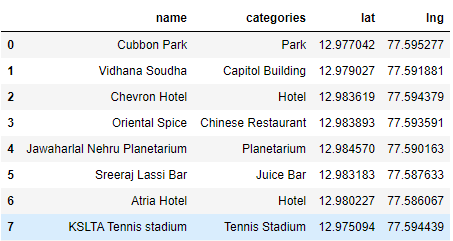 name categories lat lng
0 Cubbon Park Park 12.977042 77.595277
1 Vidhana Soudha Capitol Building 12.979027 77.591881
2 Chevron Hotel Hotel 12.983619 77.594379
3 Oriental Spice Chinese Restaurant 12.983893 77.593591
4 Jawaharlal Nehru Planetarium Planetarium 12.984570 77.590163
5 Sreeraj Lassi Bar Juice Bar 12.983183 77.587633
6 Atria Hotel Hotel 12.980227 77.586067
7 KSLTA Tennis stadium Tennis Stadium 12.975094 77.594439